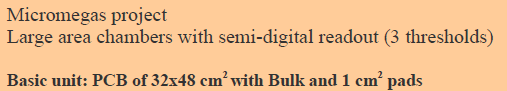 Micromegas project
Large area chambers with semi-digital readout (3 thresholds)
Basic unit: PCB of 32x48 cm² with Bulk and 1 cm² pads